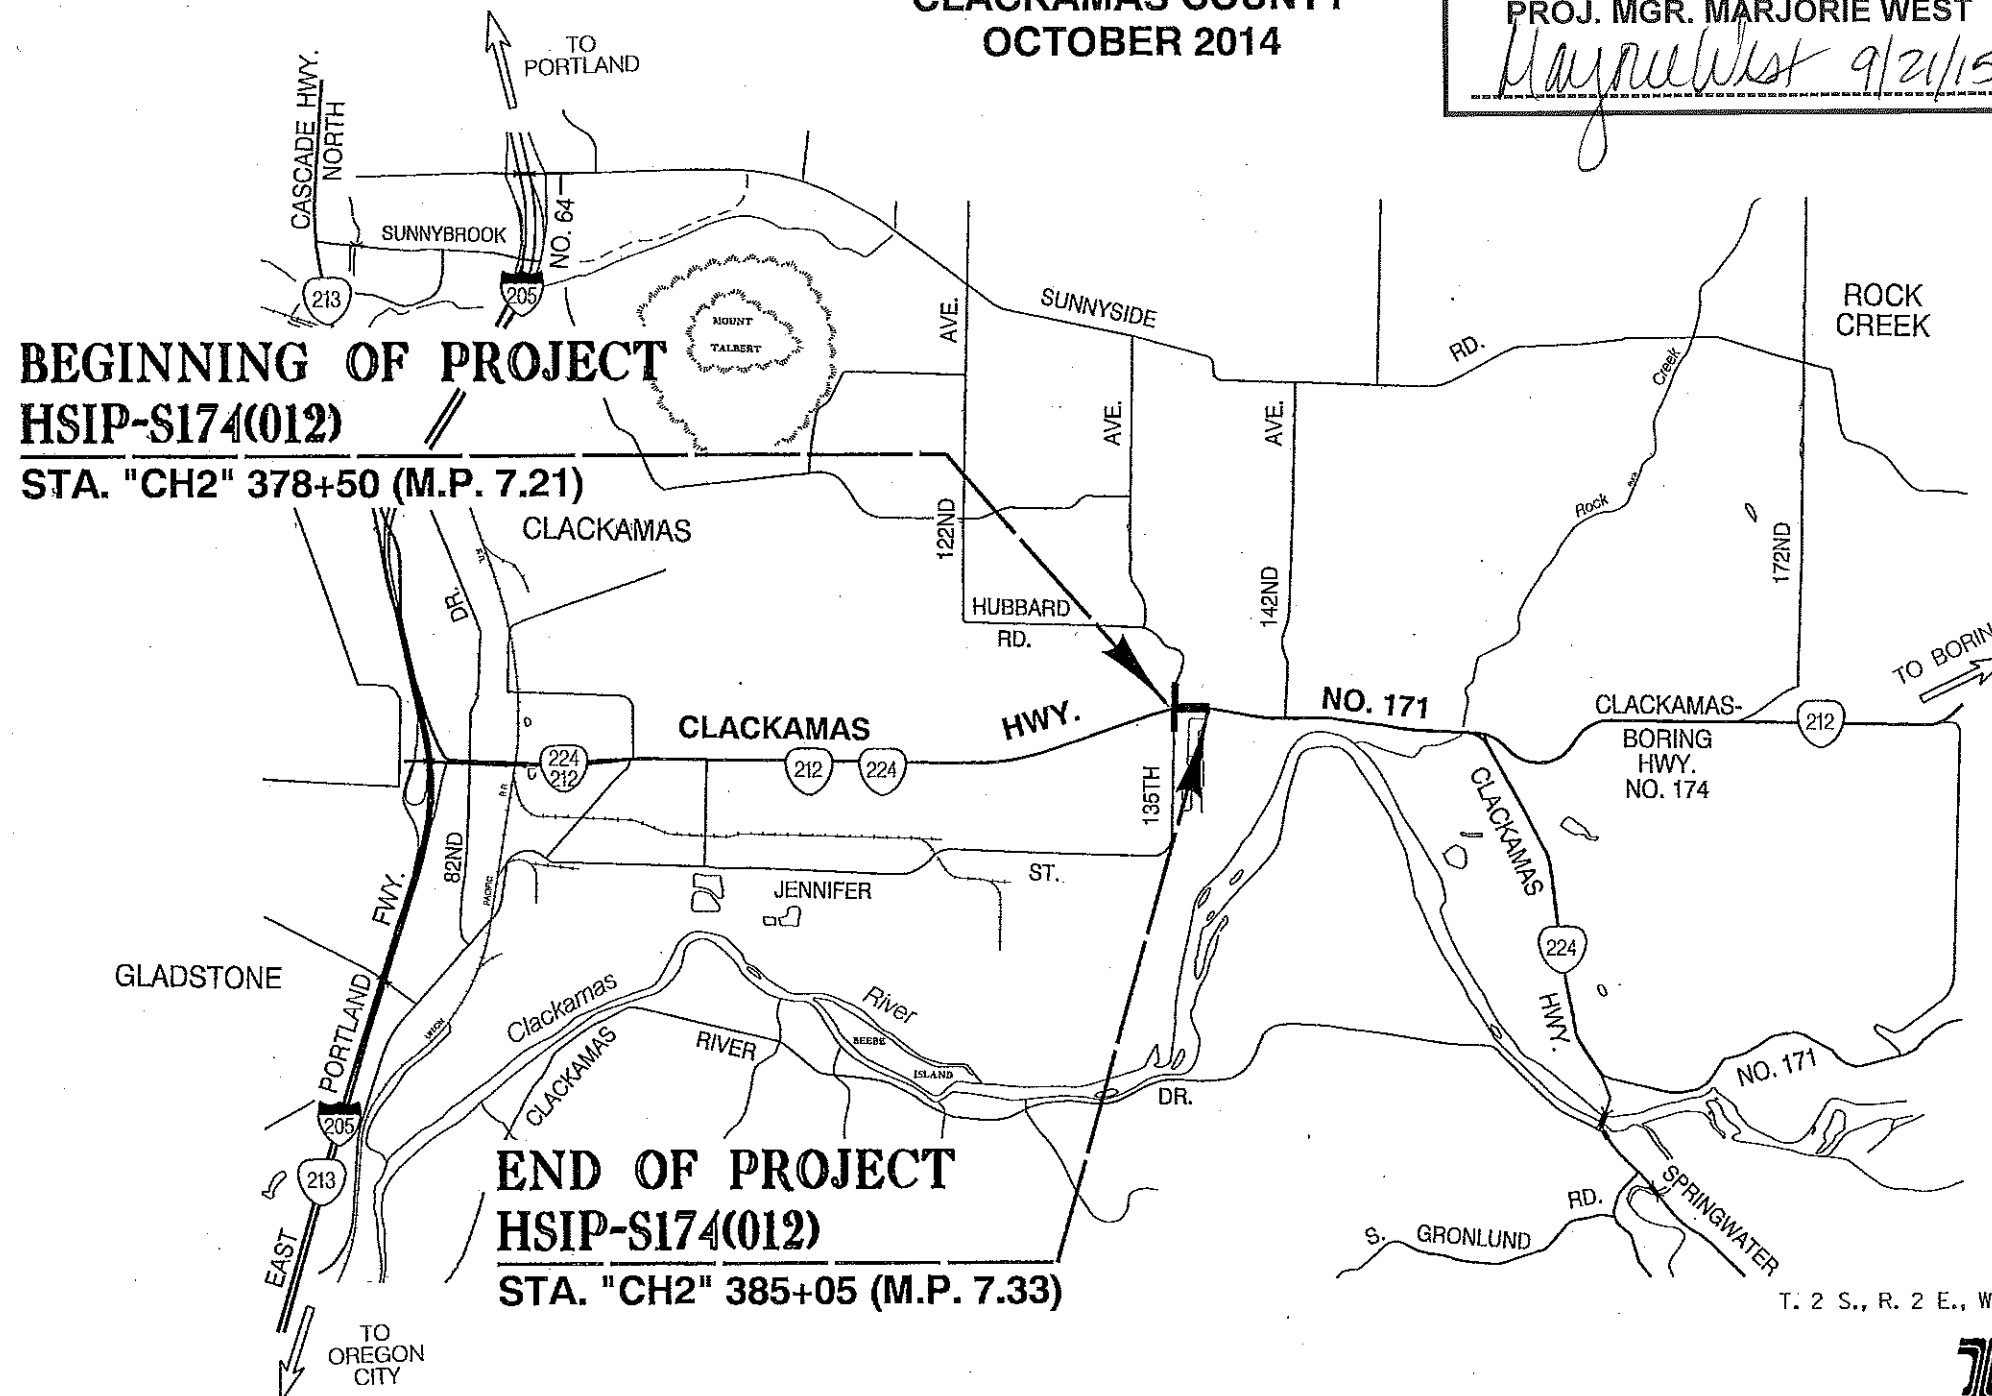 CLACKAMAS COUNTY
OCTOBER 2014
PROJ. MGR. MARJORIE WEST
Marjorie West 9/21/15
TO
PORTLAND
CASCADE HWY.
NORTH
SUNNYBROOK
NO. 64
213
205
MOUNT
TALBERT
AVE.
SUNNYSIDE
RD.
ROCK
CREEK
Creek
Rock
BEGINNING OF PROJECT
HSIP-S174(012)
STA. "CH2" 378+50 (M.P. 7.21)
CLACKAMAS
122ND
AVE.
AVE.
142ND
172ND
HUBBARD
RD.
DR.
TO BORIN
CLACKAMAS
HWY.
NO. 171
CLACKAMAS-
BORING
HWY.
NO. 174
212
224
212
212
224
135TH
82ND
PACIFIC
JENNIFER
ST.
CLACKAMAS
224
HWY.
NO. 171
GLADSTONE
FWY.
PORTLAND
EAST
205
213
UNION
Clackamas
River
CLACKAMAS
RIVER
DR.
BEEBE
ISLAND
END OF PROJECT
HSIP-S174(012)
STA. "CH2" 385+05 (M.P. 7.33)
S. GRONLUND
RD.
SPRINGWATER
T. 2 S., R. 2 E., W
TO
OREGON
CITY